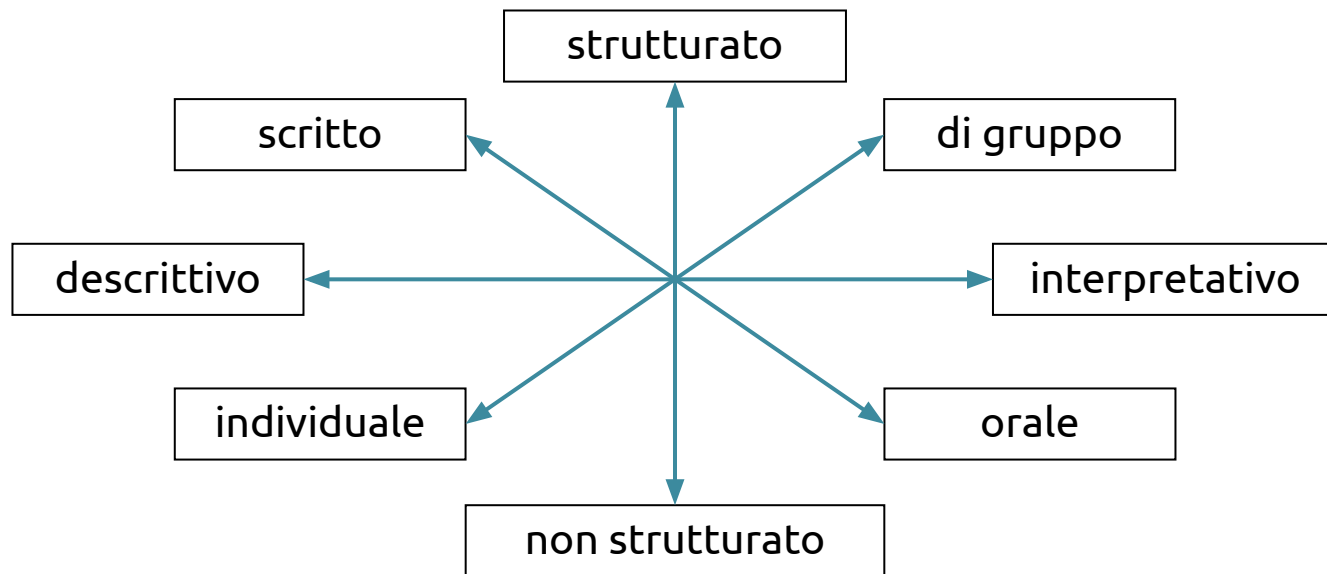 strutturato
scritto
di gruppo
descrittivo
interpretativo
individuale
orale
non strutturato